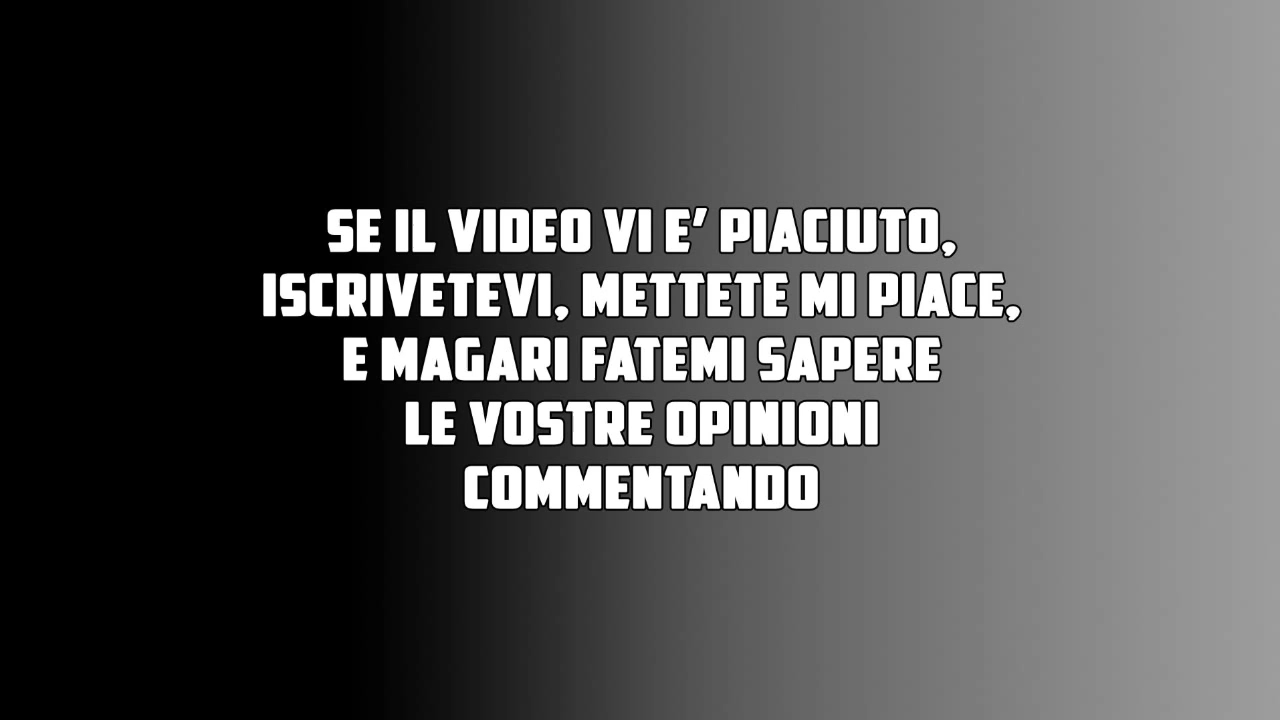 SE IL VIDEO VI E' PIACIUTO,
ISCRIVETEVI, METTETE MI PIACE,
E MAGARI FATEMI SAPERE
LE VOSTRE OPINIONI
COMMENTANDO